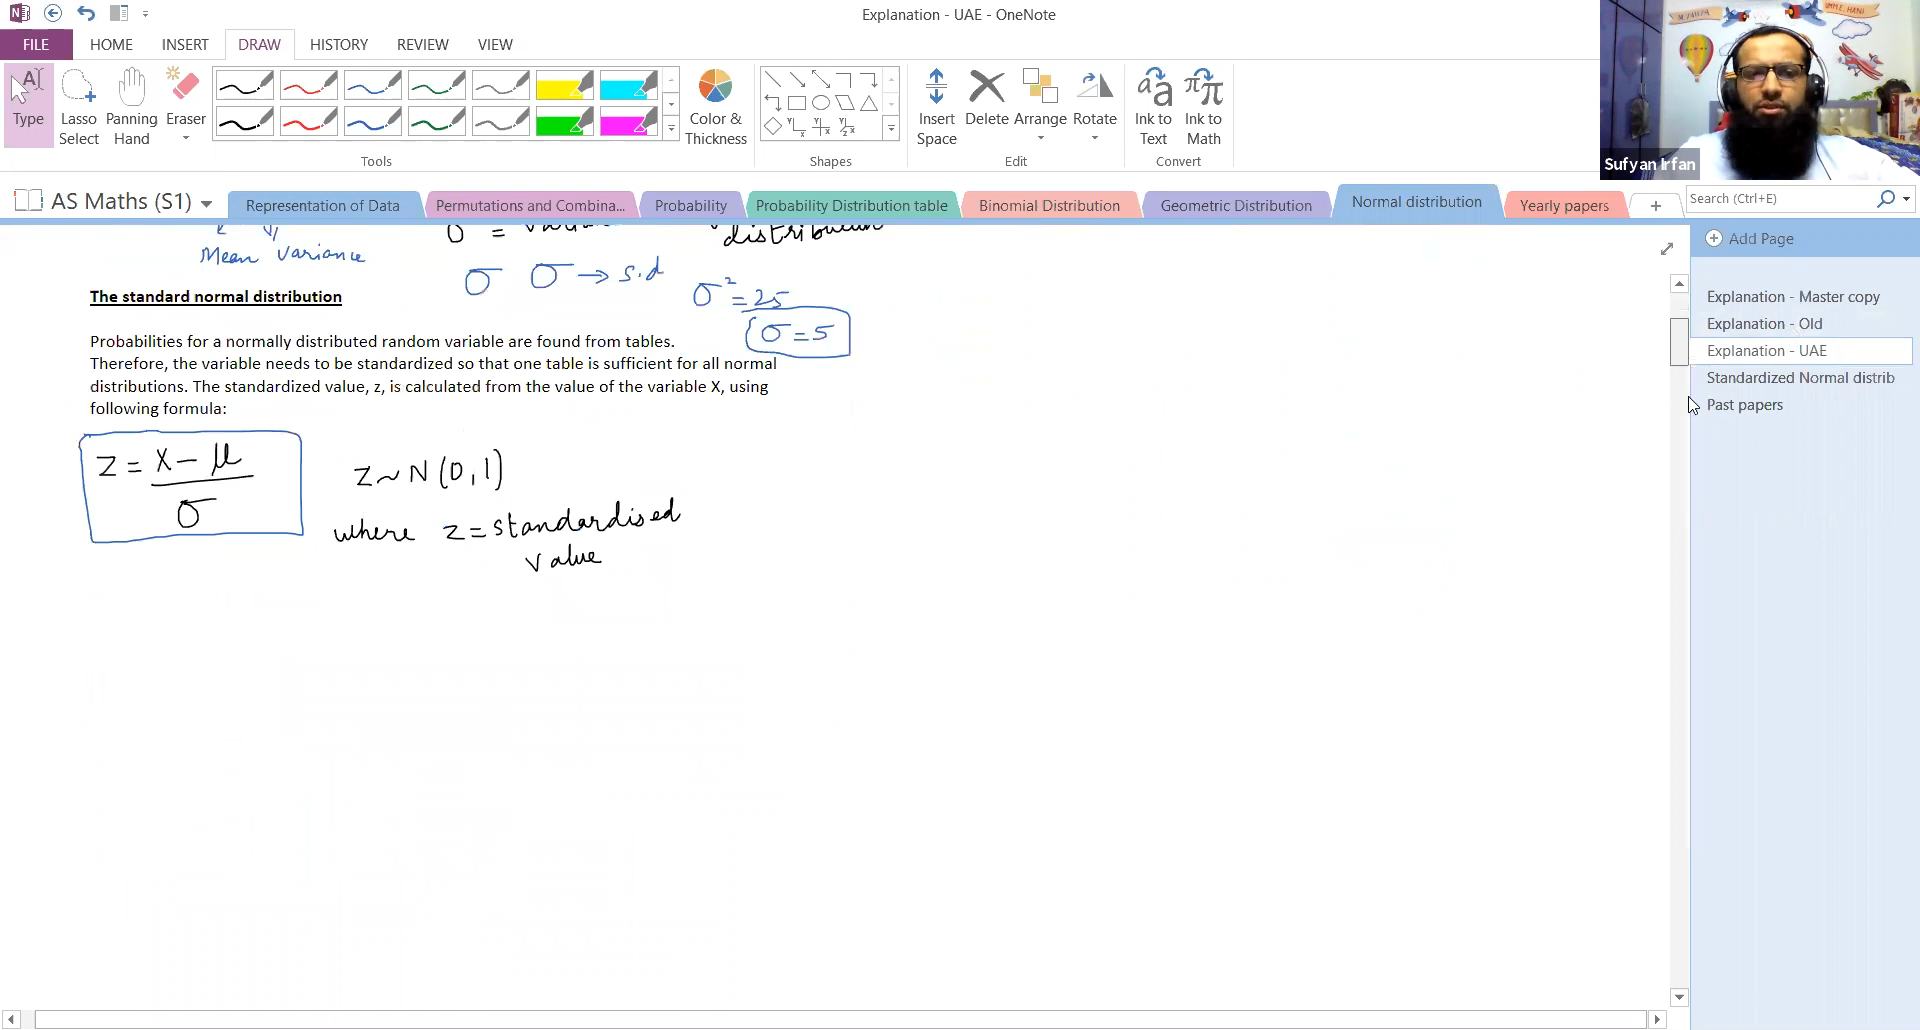 Explanation - UAE - OneNote
FILE HOME INSERT DRAW HISTORY REVIEW VIEW
Type
Lasso Select
Panning Hand
Eraser
Color & Thickness
Insert Space
Delete
Arrange
Rotate
Ink to Text
Ink to Math
Tools
Shapes
Edit
Convert
Sufyan Irfan
AS Maths (S1)
Representation of Data
Permutations and Combina...
Probability
Probability Distribution table
Binomial Distribution
Geometric Distribution
Normal distribution
Yearly papers
Search (Ctrl+E)
Add Page
Explanation - Master copy
Explanation - Old
Explanation - UAE
Standardized Normal distrib
Past papers
distribution
Mean Variance
σ σ → s.d
σ² = 25
σ = 5
The standard normal distribution
Probabilities for a normally distributed random variable are found from tables.
Therefore, the variable needs to be standardized so that one table is sufficient for all normal
distributions. The standardized value, z, is calculated from the value of the variable X, using
following formula:
z = x - μ
σ
z ~ N (0, 1)
where z = standardised
value